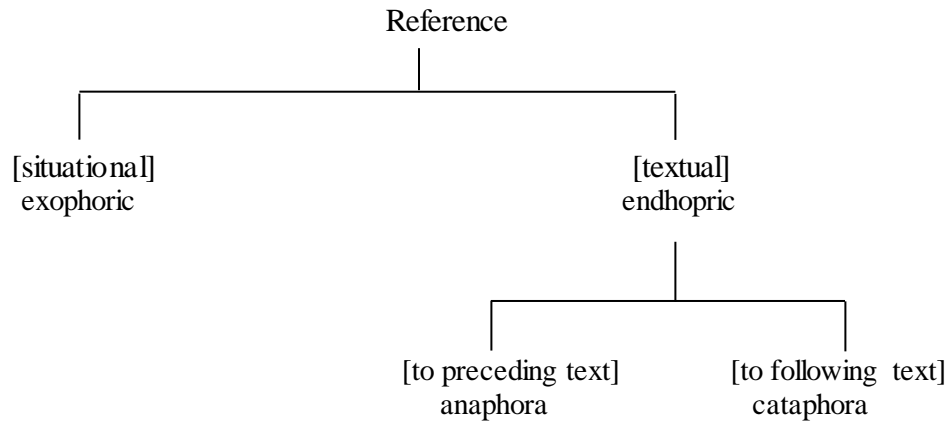 Reference
[situational]
exophoric
[textual]
endhopric
[to preceding text]
anaphora
[to following text]
cataphora